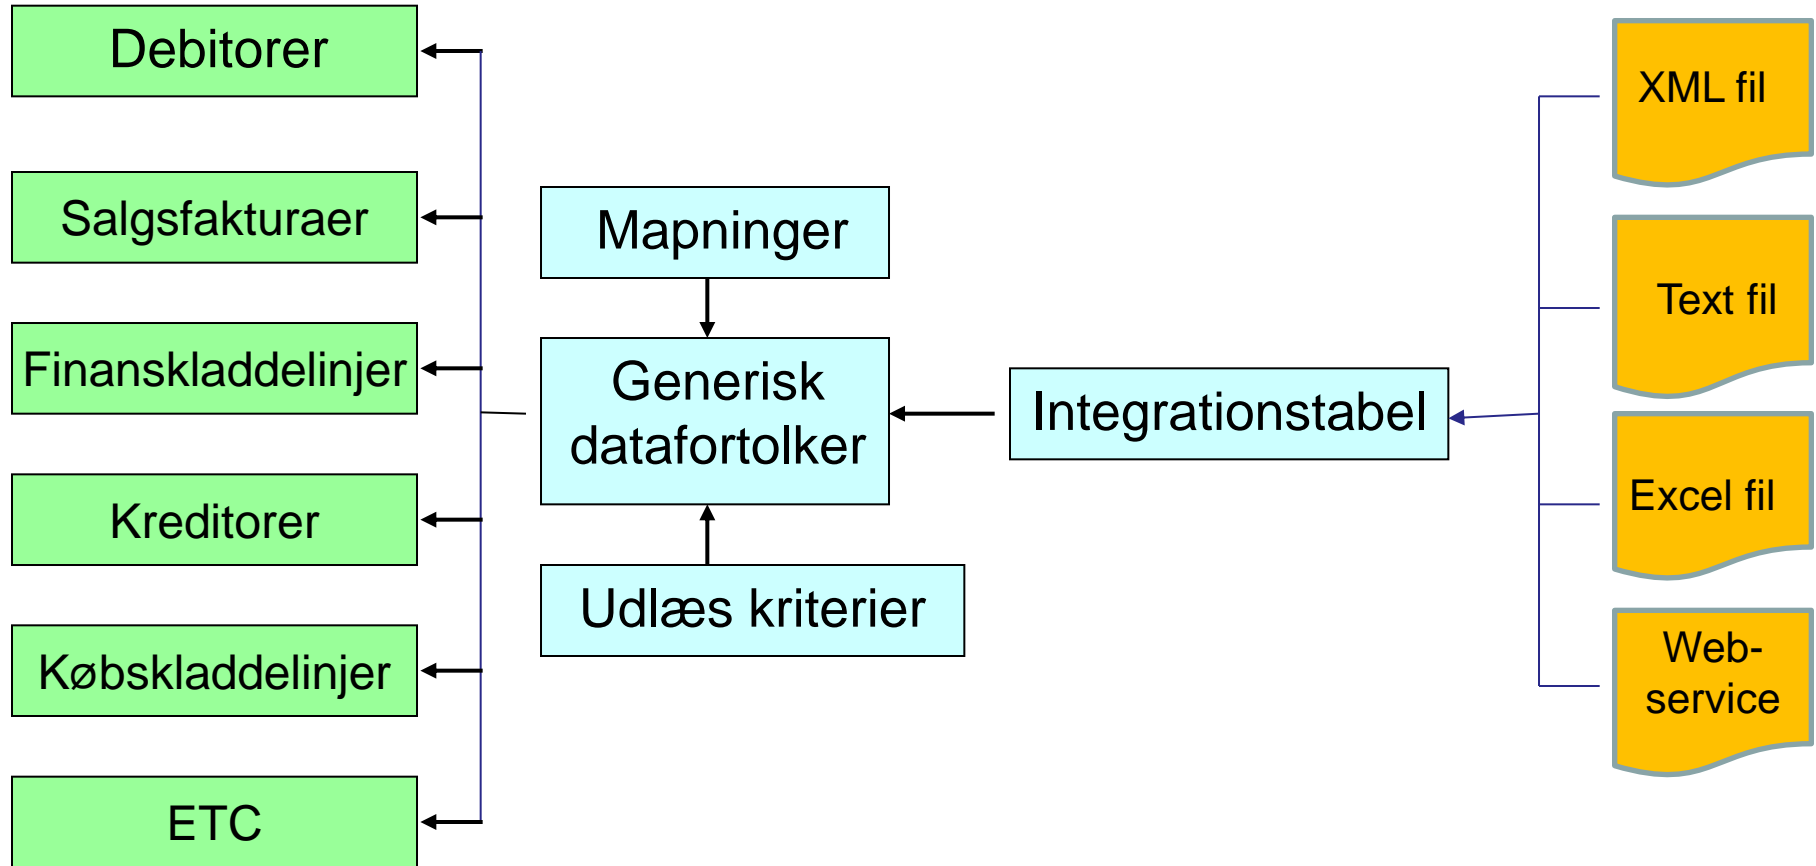 Debitorer
Salgsfakturaer
Finanskladdelinjer
Kreditorer
Købskladdelinjer
ETC
Mapninger
Generisk
datafortolker
Udlæs kriterier
Integrationstabel
XML fil
Text fil
Excel fil
Web-
service